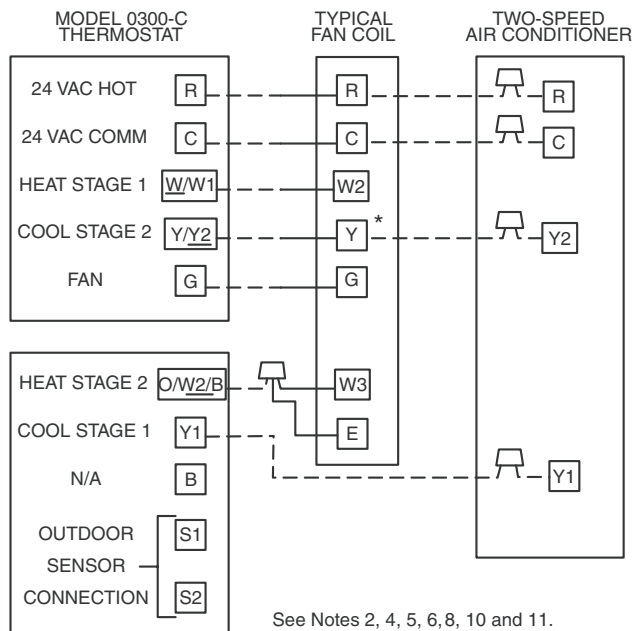 MODEL 0300-C
THERMOSTAT
TYPICAL
FAN COIL
TWO-SPEED
AIR CONDITIONER
24 VAC HOT R R R
24 VAC COMM C C C
HEAT STAGE 1 W/W1 W2
COOL STAGE 2 Y/Y2 Y * Y2
FAN G G
HEAT STAGE 2 O/W2/B W3
E
COOL STAGE 1 Y1 Y1
N/A B
OUTDOOR S1
SENSOR
CONNECTION S2
See Notes 2, 4, 5, 6,8, 10 and 11.